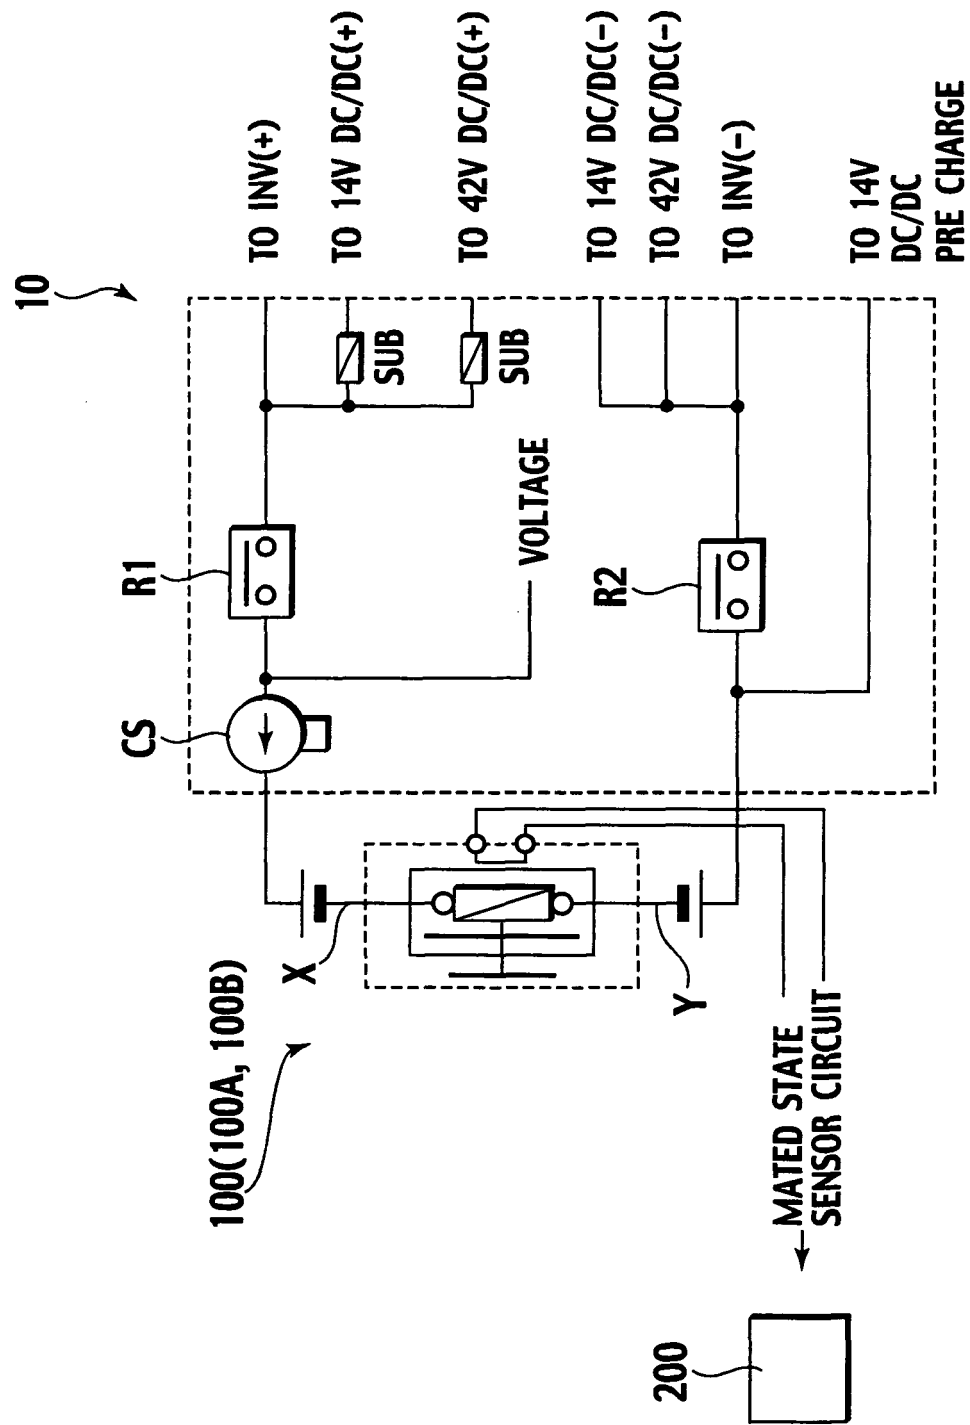 10
TO INV(+)
TO 14V DC/DC(+)
TO 42V DC/DC(+)
TO 14V DC/DC(-)
TO 42V DC/DC(-)
TO INV(-)
TO 14V
DC/DC
PRE CHARGE
SUB
SUB
R1
VOLTAGE
R2
CS
X
Y
100(100A, 100B)
MATED STATE
SENSOR CIRCUIT
200